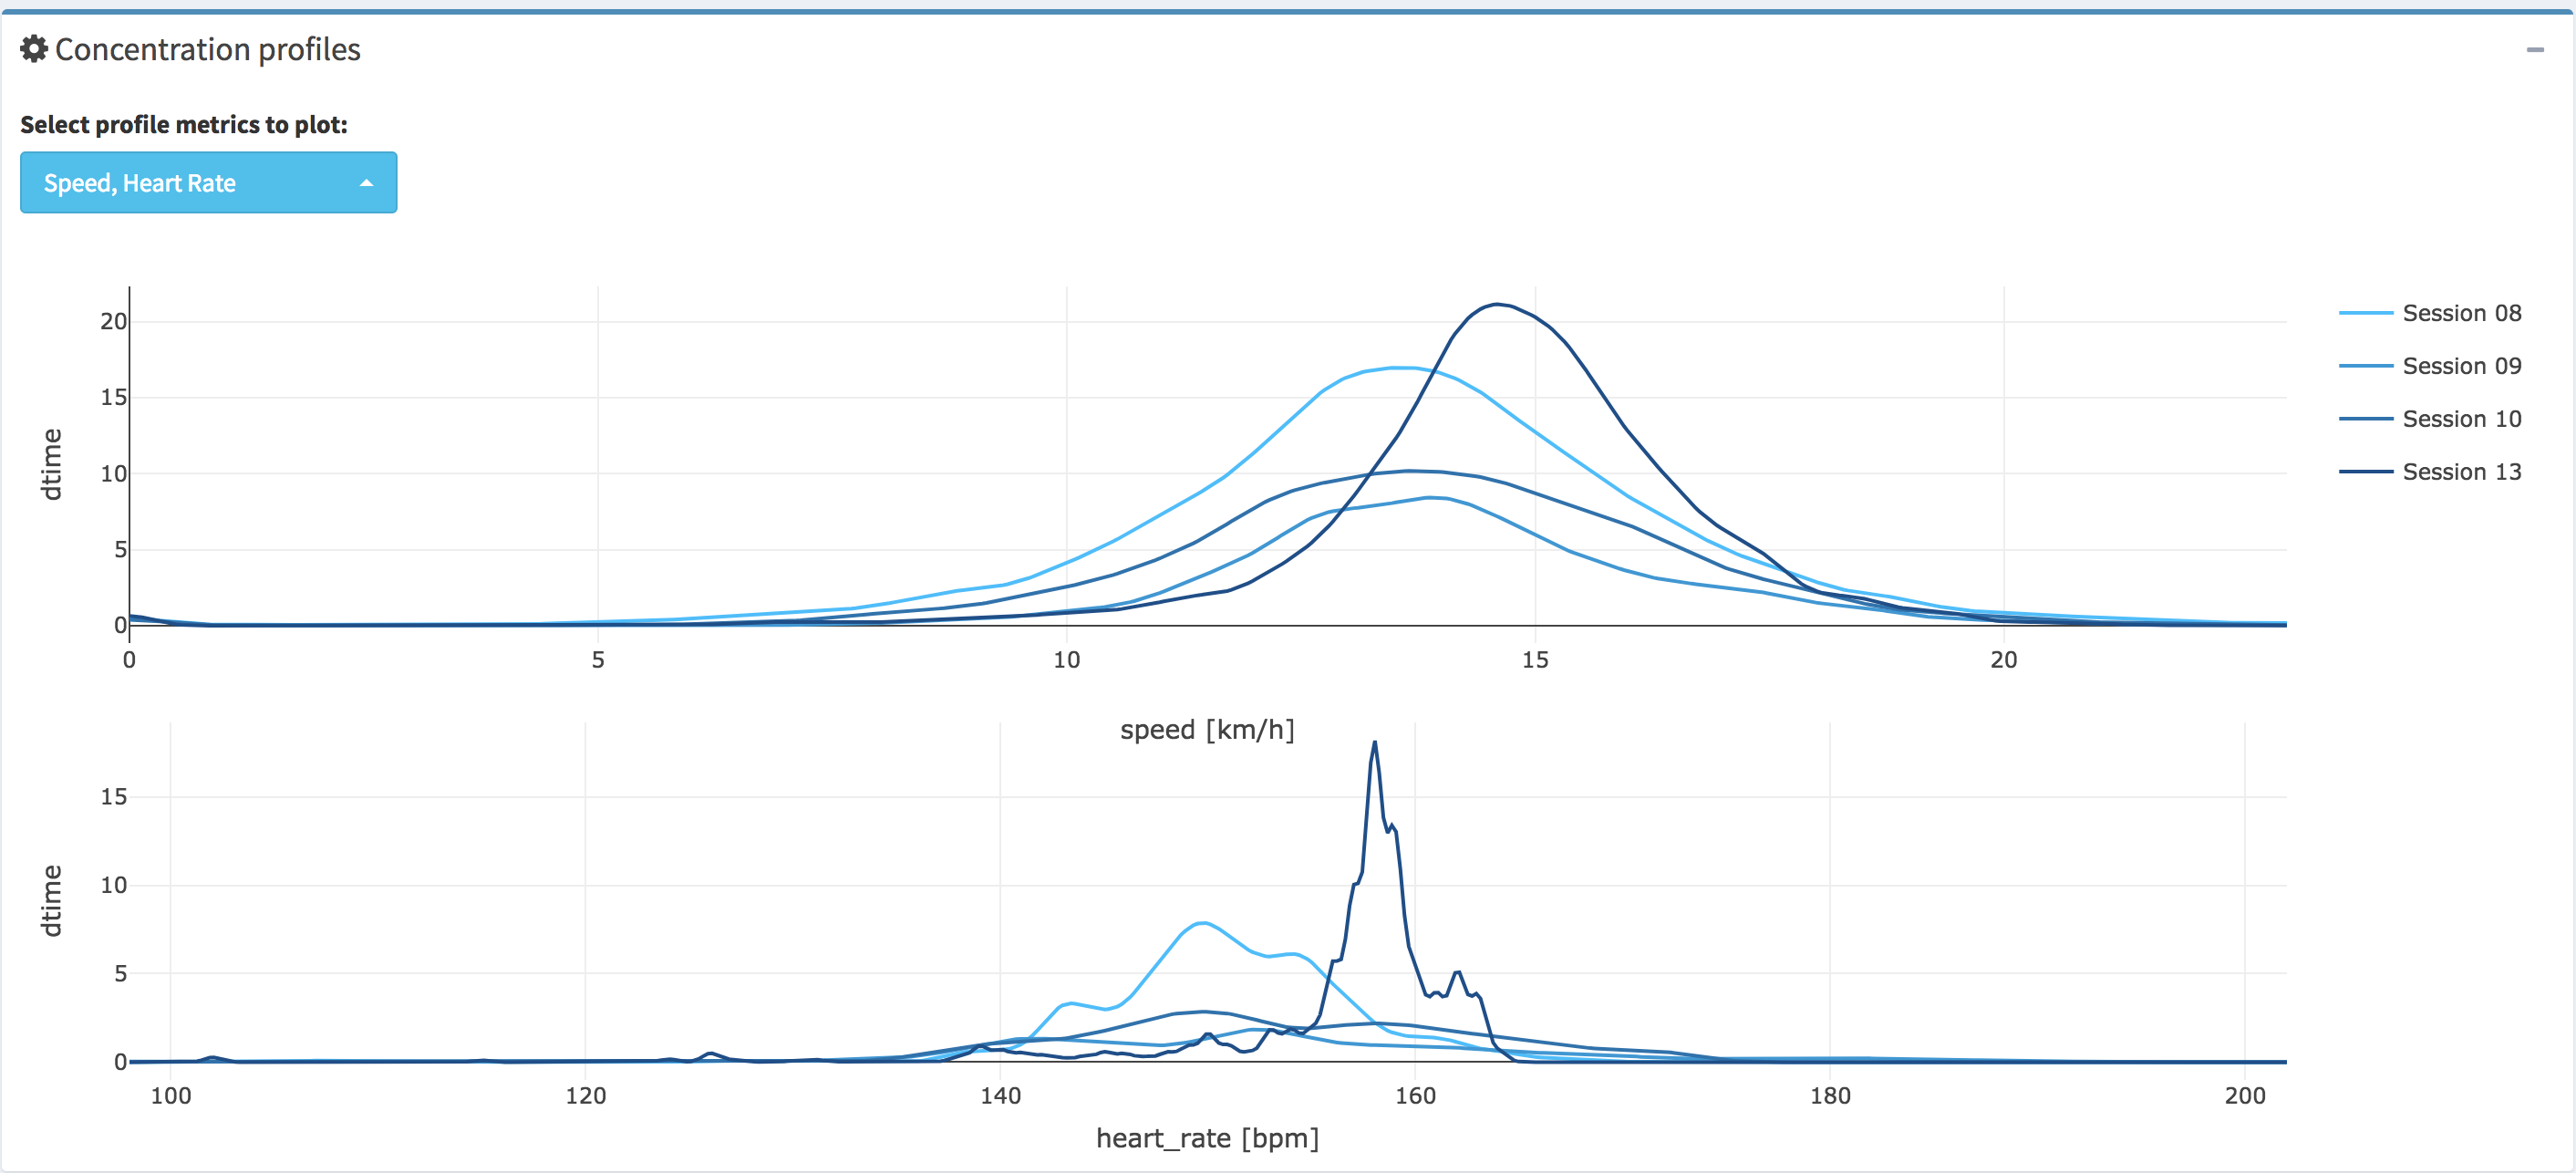 Concentration profiles
Select profile metrics to plot:
Speed, Heart Rate
20
15
10
5
0
dtime
0 5 10 15 20
speed [km/h]
Session 08
Session 09
Session 10
Session 13
15
10
5
0
dtime
100 120 140 160 180 200
heart_rate [bpm]